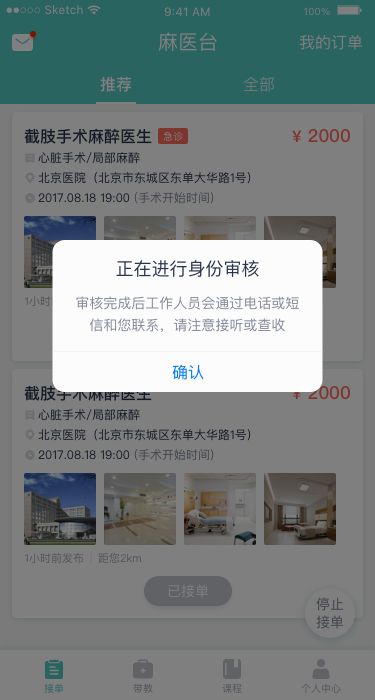 Sketch 9:41 AM 100%
麻医台 我的订单
推荐 全部
截肢手术麻醉医生 急诊 ¥ 2000
心脏手术/局部麻醉
北京医院（北京市东城区东单大华路1号）
2017.08.18 19:00 (手术开始时间)
1小时
正在进行身份审核
审核完成后工作人员会通过电话或短
信和您联系，请注意接听或查收
确认
截肢手术麻醉医生 ¥ 2000
心脏手术/局部麻醉
北京医院（北京市东城区东单大华路1号）
2017.08.18 19:00 (手术开始时间)
1小时前发布 | 距您2km
已接单
停止
接单
接单 带教 课程 个人中心